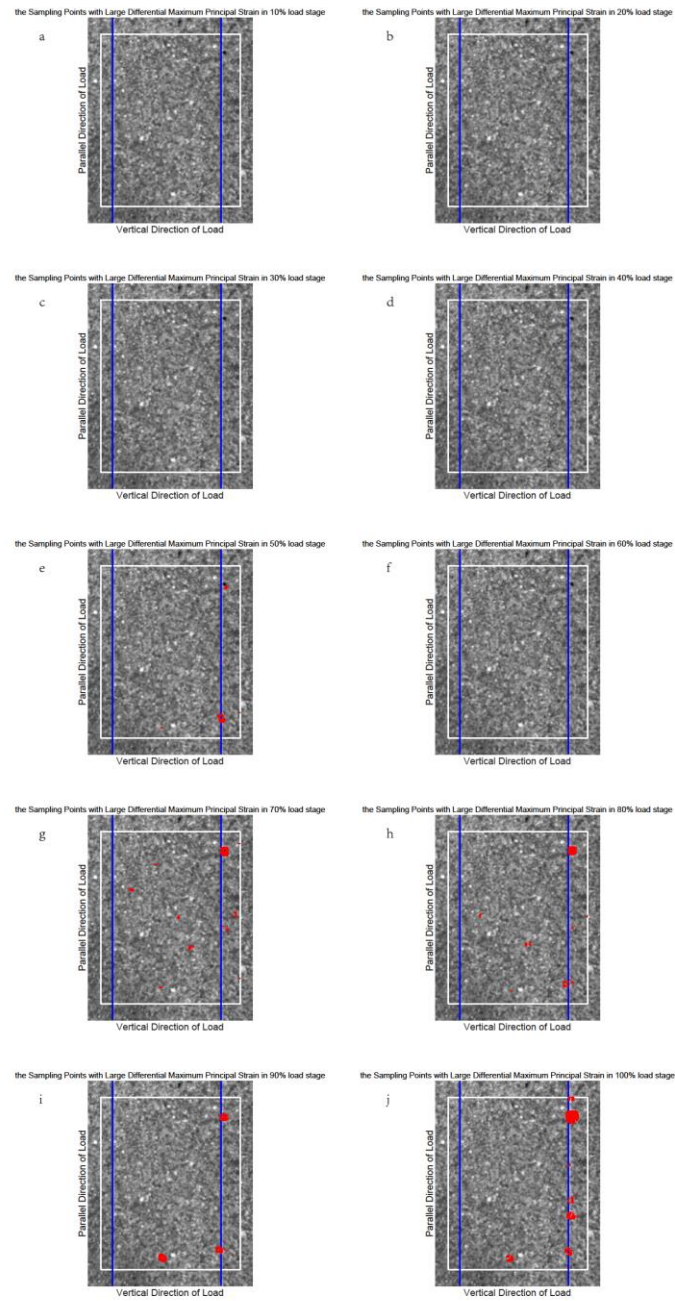 the Sampling Points with Large Differential Maximum Principal Strain in 10% load stage
a
Parallel Direction of Load
Vertical Direction of Load
the Sampling Points with Large Differential Maximum Principal Strain in 20% load stage
b
Parallel Direction of Load
Vertical Direction of Load
the Sampling Points with Large Differential Maximum Principal Strain in 30% load stage
c
Parallel Direction of Load
Vertical Direction of Load
the Sampling Points with Large Differential Maximum Principal Strain in 40% load stage
d
Parallel Direction of Load
Vertical Direction of Load
the Sampling Points with Large Differential Maximum Principal Strain in 50% load stage
e
Parallel Direction of Load
Vertical Direction of Load
the Sampling Points with Large Differential Maximum Principal Strain in 60% load stage
f
Parallel Direction of Load
Vertical Direction of Load
the Sampling Points with Large Differential Maximum Principal Strain in 70% load stage
g
Parallel Direction of Load
Vertical Direction of Load
the Sampling Points with Large Differential Maximum Principal Strain in 80% load stage
h
Parallel Direction of Load
Vertical Direction of Load
the Sampling Points with Large Differential Maximum Principal Strain in 90% load stage
i
Parallel Direction of Load
Vertical Direction of Load
the Sampling Points with Large Differential Maximum Principal Strain in 100% load stage
j
Parallel Direction of Load
Vertical Direction of Load